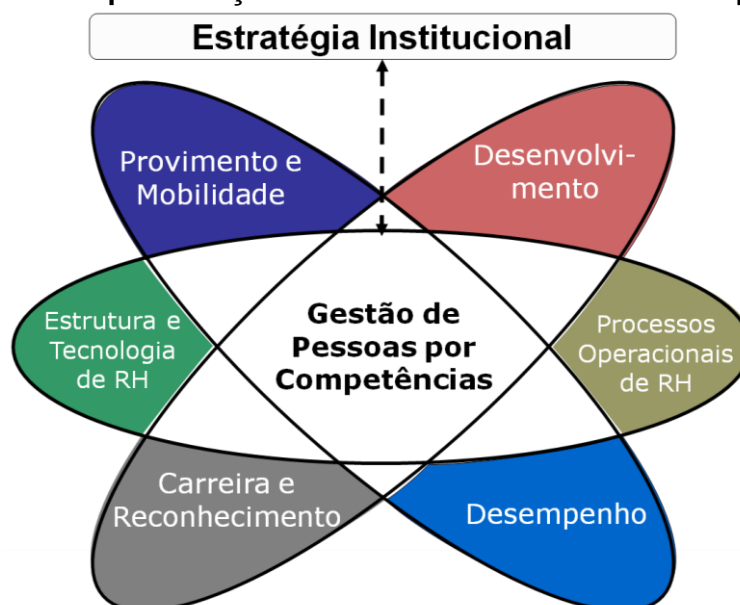 Estratégia Institucional
Provimento e
Mobilidade
Desenvolvi-
mento
Estrutura e
Tecnologia
de RH
Gestão de
Pessoas por
Competências
Processos
Operacionais
de RH
Carreira e
Reconhecimento
Desempenho